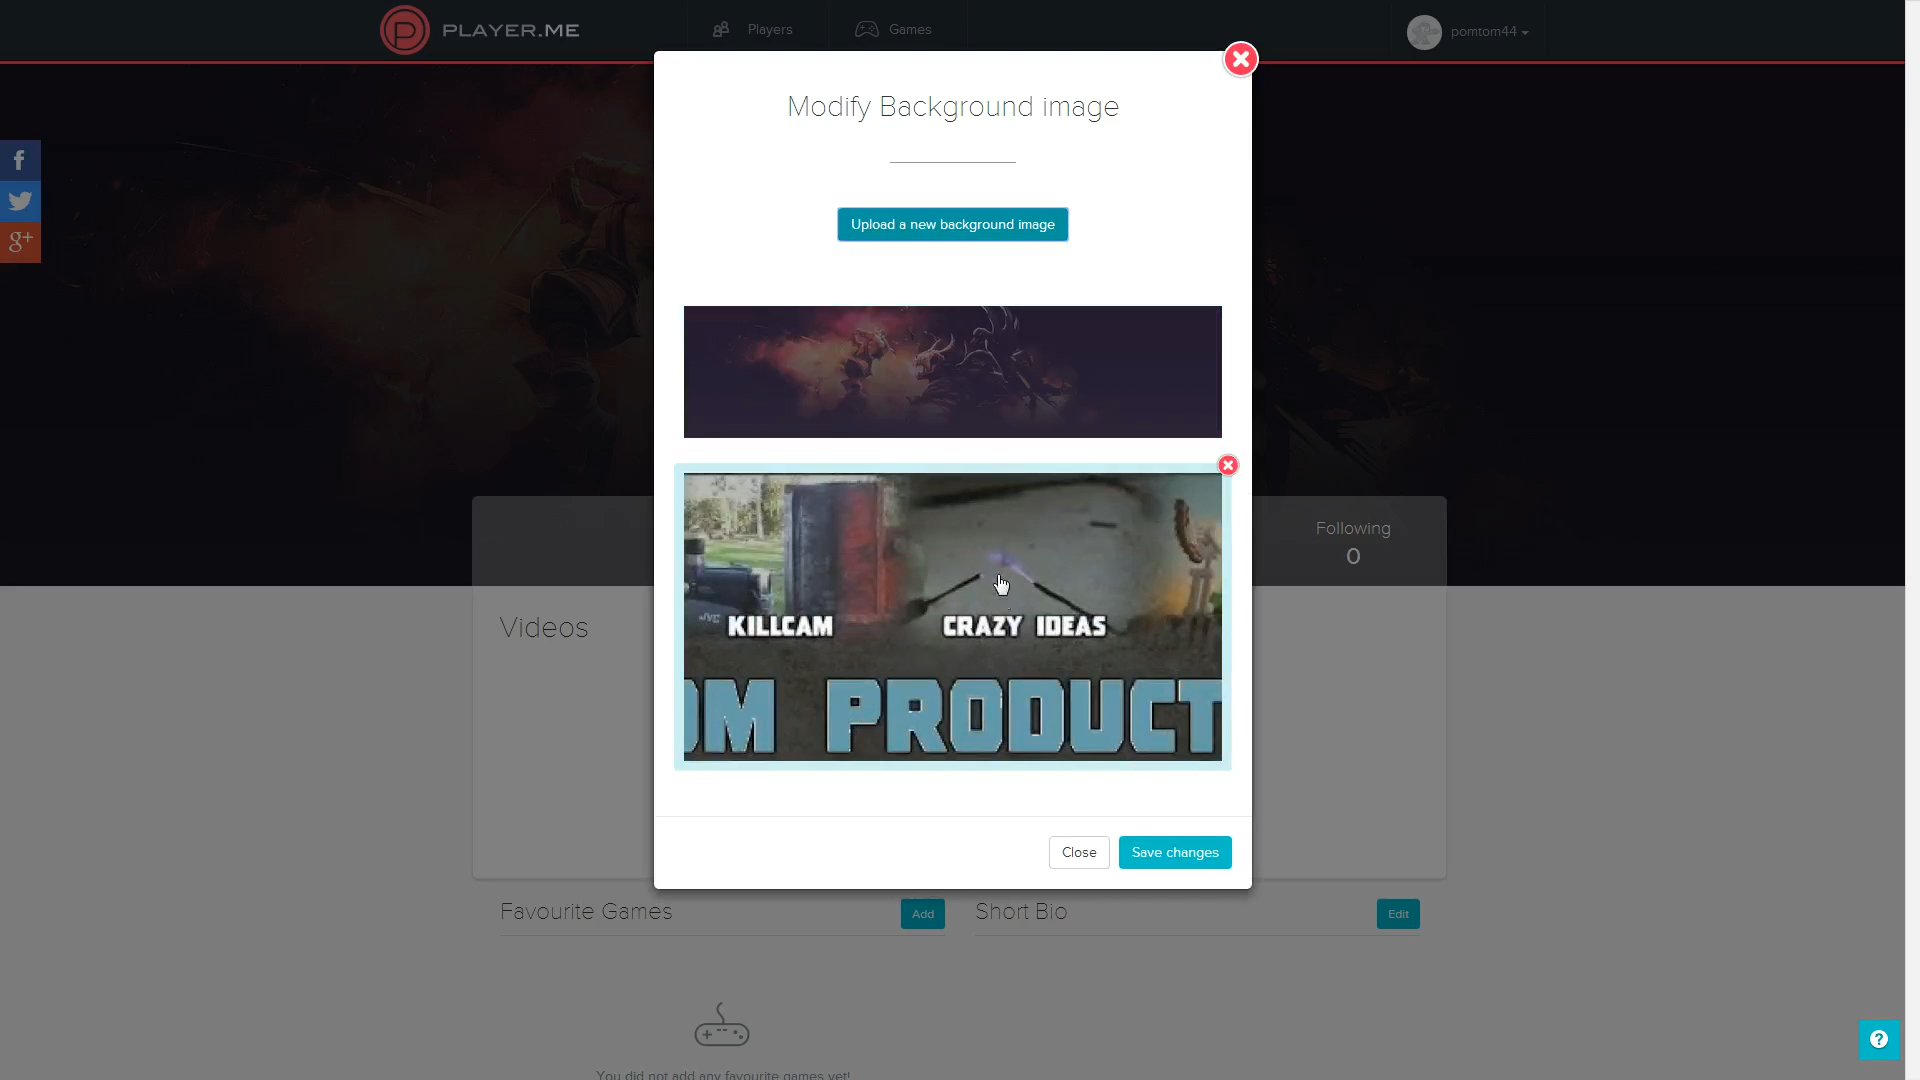 PLAYER.ME
Players
Games
pomtom44
Modify Background image
Upload a new background image
JVC
KILLCAM
CRAZY IDEAS
OM PRODUCT
Following
0
Videos
Close
Save changes
Favourite Games
Add
Short Bio
Edit
You did not add any favourite games yet!